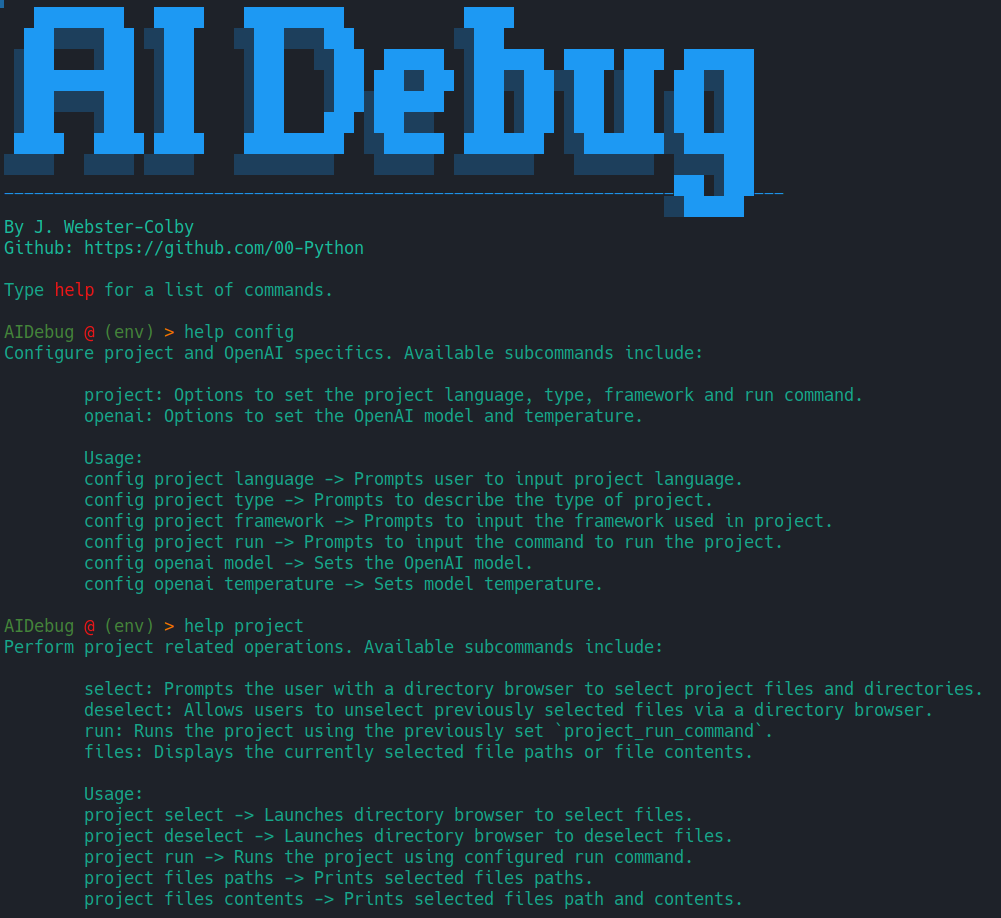 AI Debug
By J. Webster-Colby
Github: https://github.com/00-Python
Type help for a list of commands.
AIDebug @ (env) > help config
Configure project and OpenAI specifics. Available subcommands include:
project: Options to set the project language, type, framework and run command.
openai: Options to set the OpenAI model and temperature.
Usage:
config project language -> Prompts user to input project language.
config project type -> Prompts to describe the type of project.
config project framework -> Prompts to input the framework used in project.
config project run -> Prompts to input the command to run the project.
config openai model -> Sets the OpenAI model.
config openai temperature -> Sets model temperature.
AIDebug @ (env) > help project
Perform project related operations. Available subcommands include:
select: Prompts the user with a directory browser to select project files and directories.
deselect: Allows users to unselect previously selected files via a directory browser.
run: Runs the project using the previously set `project_run_command`.
files: Displays the currently selected file paths or file contents.
Usage:
project select -> Launches directory browser to select files.
project deselect -> Launches directory browser to deselect files.
project run -> Runs the project using configured run command.
project files paths -> Prints selected files paths.
project files contents -> Prints selected files path and contents.